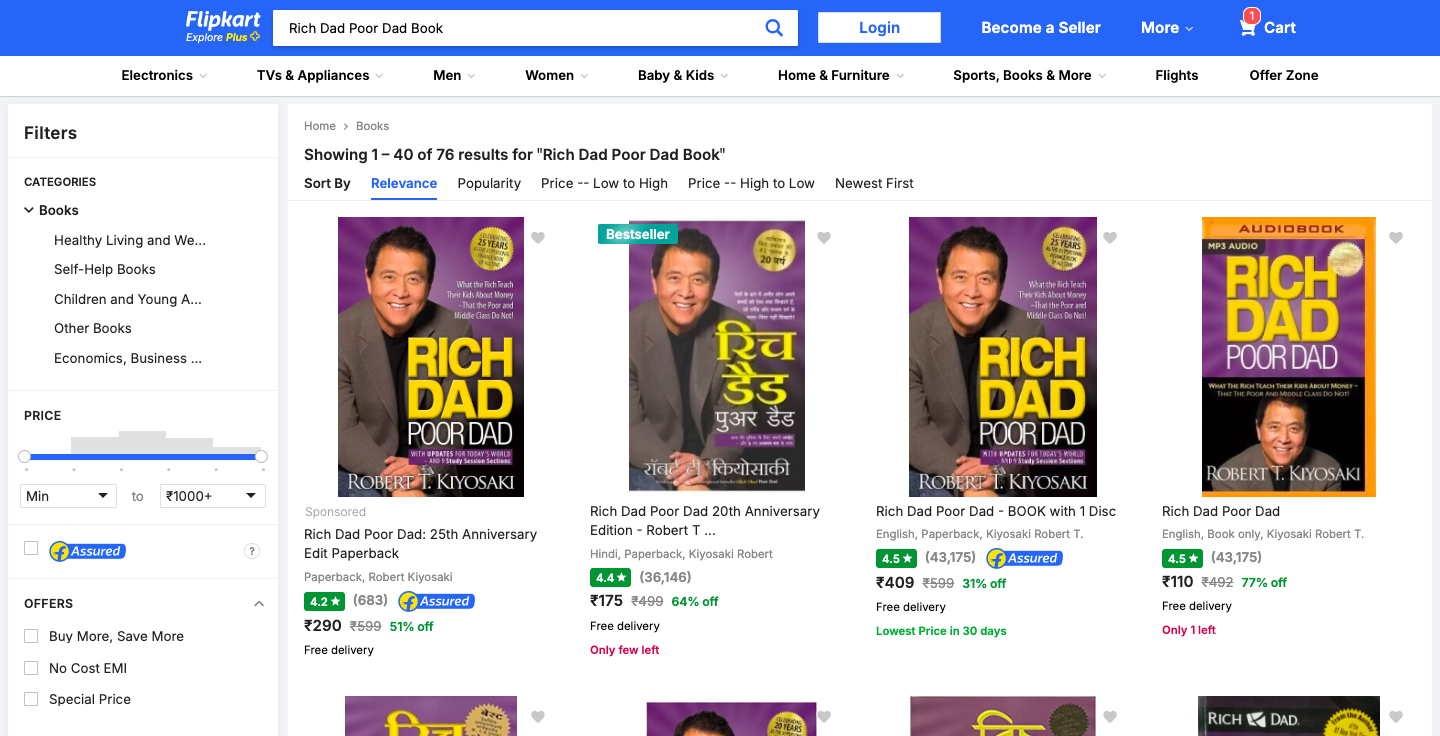 Flipkart
Explore Plus
Rich Dad Poor Dad Book
Login
Become a Seller
More
1
Cart
Electronics
TVs & Appliances
Men
Women
Baby & Kids
Home & Furniture
Sports, Books & More
Flights
Offer Zone
Filters
CATEGORIES
Books
Healthy Living and We...
Self-Help Books
Children and Young A...
Other Books
Economics, Business ...
PRICE
Min
to
₹1000+
Assured
?
OFFERS
Buy More, Save More
No Cost EMI
Special Price
Home
Books
Showing 1 – 40 of 76 results for "Rich Dad Poor Dad Book"
Sort By
Relevance
Popularity
Price -- Low to High
Price -- High to Low
Newest First
CELEBRATING
25 YEARS
What the Rich Teach
Their Kids About Money
—That the Poor and
Middle Class Do Not!
RICH
DAD
POOR DAD
WITH UPDATES FOR TODAY'S WORLD
—AND 9 Study Session Sections
ROBERT T. KIYOSAKI
Sponsored
Rich Dad Poor Dad: 25th Anniversary
Edit Paperback
Paperback, Robert Kiyosaki
4.2
(683)
Assured
₹290 ₹599 51% off
Free delivery
Bestseller
20 वर्ष
रिच
डैड
पुअर डैड
रॉबर्ट टी. कियोसाकी
Rich Dad Poor Dad 20th Anniversary
Edition - Robert T ...
Hindi, Paperback, Kiyosaki Robert
4.4
(36,146)
₹175 ₹499 64% off
Free delivery
Only few left
CELEBRATING
25 YEARS
What the Rich Teach
Their Kids About Money
—That the Poor and
Middle Class Do Not!
RICH
DAD
POOR DAD
WITH UPDATES FOR TODAY'S WORLD
—AND 9 Study Session Sections
ROBERT T. KIYOSAKI
Rich Dad Poor Dad - BOOK with 1 Disc
English, Paperback, Kiyosaki Robert T.
4.5
(43,175)
Assured
₹409 ₹599 31% off
Free delivery
Lowest Price in 30 days
AUDIOBOOK
MP3 AUDIO
RICH
DAD
POOR DAD
WHAT THE RICH TEACH THEIR KIDS ABOUT MONEY –
THAT THE POOR AND MIDDLE CLASS DO NOT!
ROBERT T. KIYOSAKI
Rich Dad Poor Dad
English, Book only, Kiyosaki Robert T.
4.5
(43,175)
₹110 ₹492 77% off
Free delivery
Only 1 left
RICH DAD.